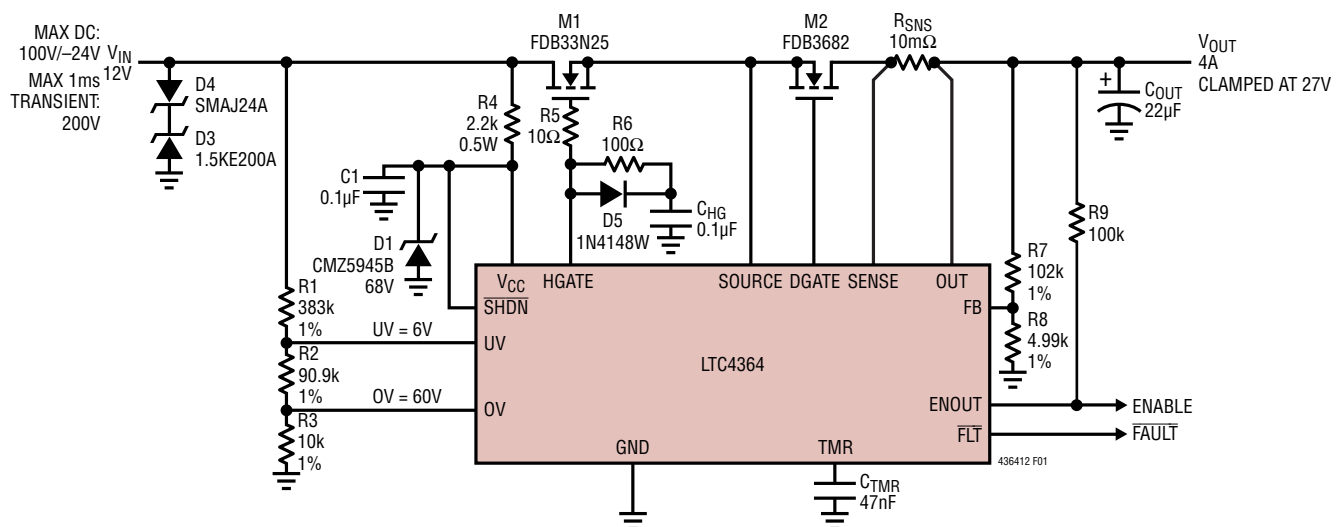 MAX DC:
100V/–24V
MAX 1ms
TRANSIENT:
200V
VIN
12V
D4
SMAJ24A
D3
1.5KE200A
M1
FDB33N25
M2
FDB3682
RSNS
10mΩ
VOUT
4A
CLAMPED AT 27V
+
COUT
22µF
R4
2.2k
0.5W
R5
10Ω
R6
100Ω
C1
0.1µF
D5
1N4148W
CHG
0.1µF
D1
CMZ5945B
68V
R9
100k
R7
102k
1%
R8
4.99k
1%
R1
383k
1%
R2
90.9k
1%
R3
10k
1%
UV = 6V
OV = 60V
VCC
HGATE
SOURCE
DGATE
SENSE
OUT
SHDN
UV
OV
FB
LTC4364
ENOUT
FLT
GND
TMR
ENABLE
FAULT
436412 F01
CTMR
47nF